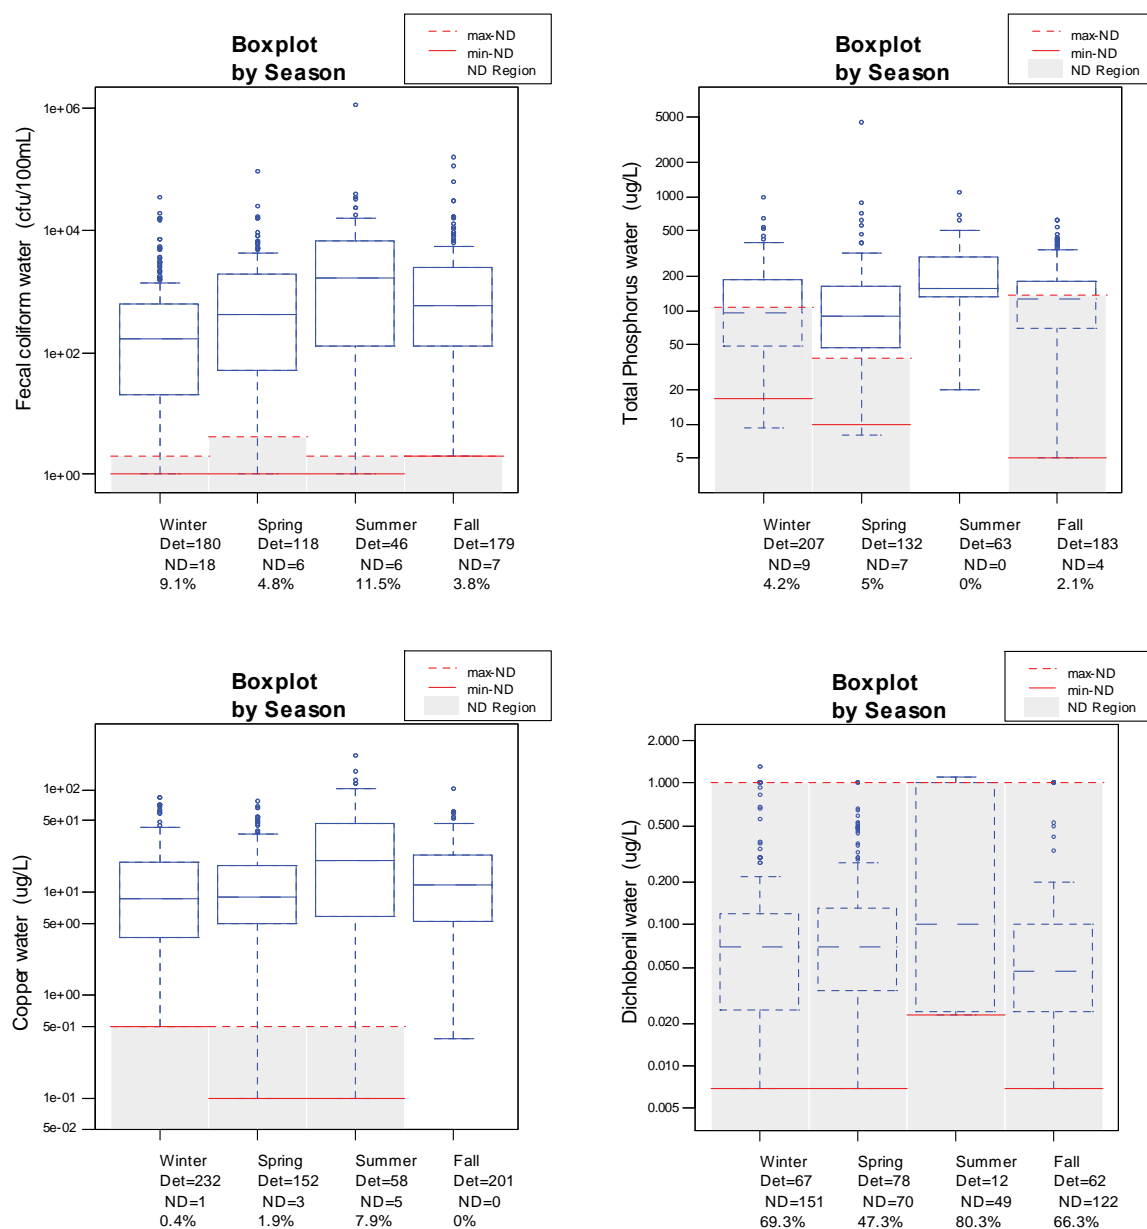 Boxplot
by Season
max-ND
min-ND
ND Region
Fecal coliform water (cfu/100mL)
1e+06
1e+04
1e+02
1e+00
Winter Spring Summer Fall
Det=180 Det=118 Det=46 Det=179
ND=18 ND=6 ND=6 ND=7
9.1% 4.8% 11.5% 3.8%
Boxplot
by Season
max-ND
min-ND
ND Region
Total Phosphorus water (ug/L)
5000
2000
1000
500
200
100
50
20
10
5
Winter Spring Summer Fall
Det=207 Det=132 Det=63 Det=183
ND=9 ND=7 ND=0 ND=4
4.2% 5% 0% 2.1%
Boxplot
by Season
max-ND
min-ND
ND Region
Copper water (ug/L)
1e+02
5e+01
1e+01
5e+00
1e+00
5e-01
1e-01
5e-02
Winter Spring Summer Fall
Det=232 Det=152 Det=58 Det=201
ND=1 ND=3 ND=5 ND=0
0.4% 1.9% 7.9% 0%
Boxplot
by Season
max-ND
min-ND
ND Region
Dichlobenil water (ug/L)
2.000
1.000
0.500
0.200
0.100
0.050
0.020
0.010
0.005
Winter Spring Summer Fall
Det=67 Det=78 Det=12 Det=62
ND=151 ND=70 ND=49 ND=122
69.3% 47.3% 80.3% 66.3%